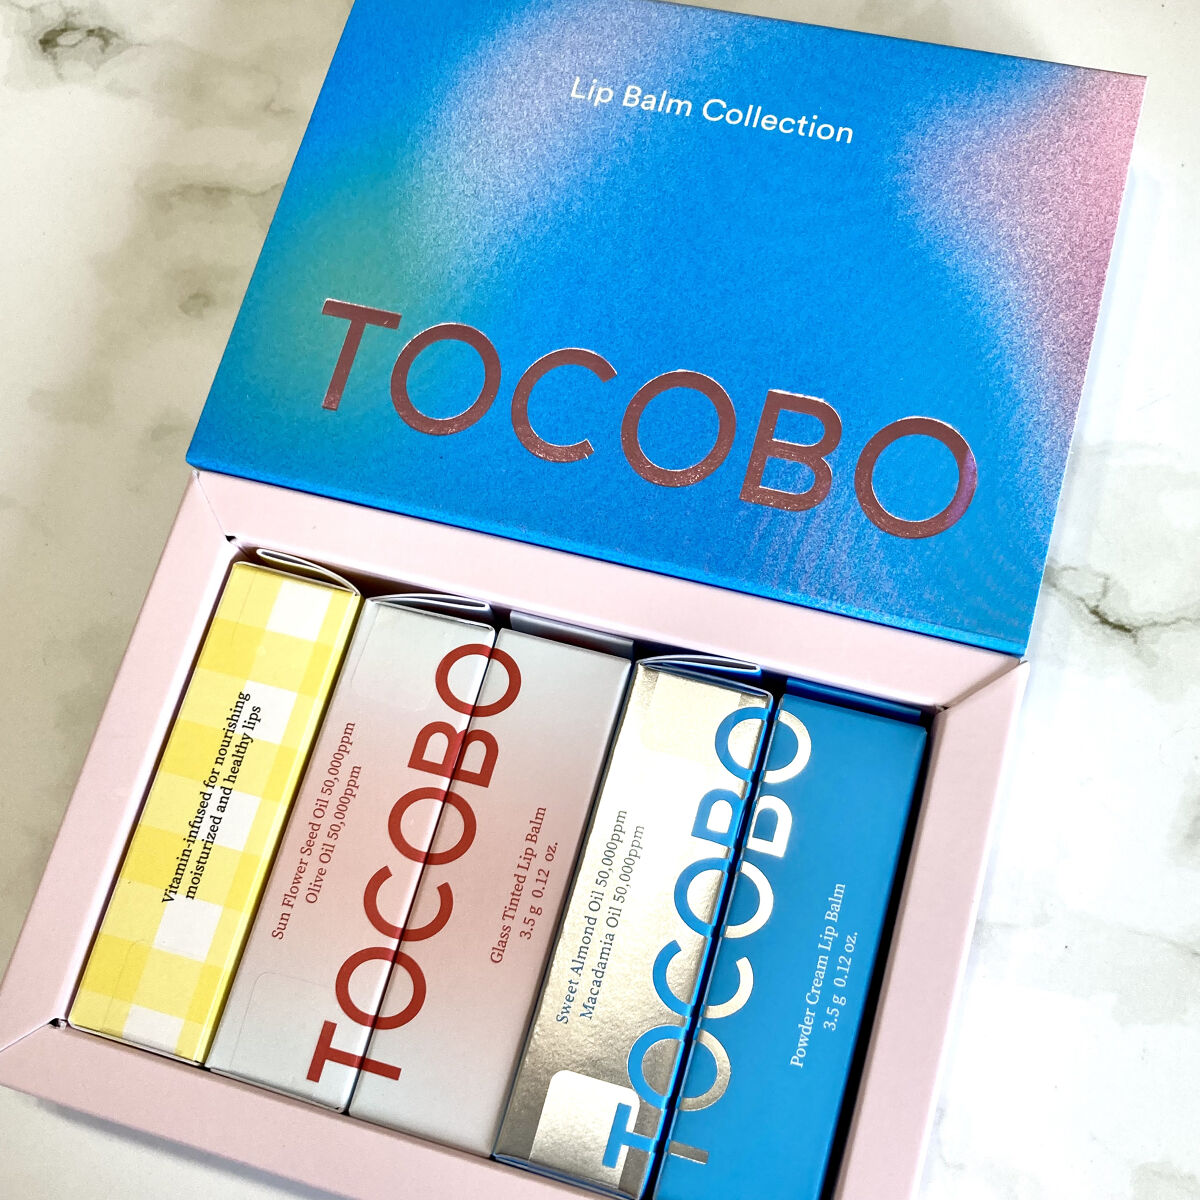 Lip Balm Collection
TOCOBO
Vitamin-infused for nourishing
moisturized and healthy lips
Sun Flower Seed Oil 50,000ppm
Olive Oil 50,000ppm
TOCOBO
Glass Tinted Lip Balm
3.5 g 0.12 oz.
Sweet Almond Oil 50,000ppm
Macadamia Oil 50,000ppm
TOCOBO
TOCOBO
Powder Cream Lip Balm
3.5 g 0.12 oz.